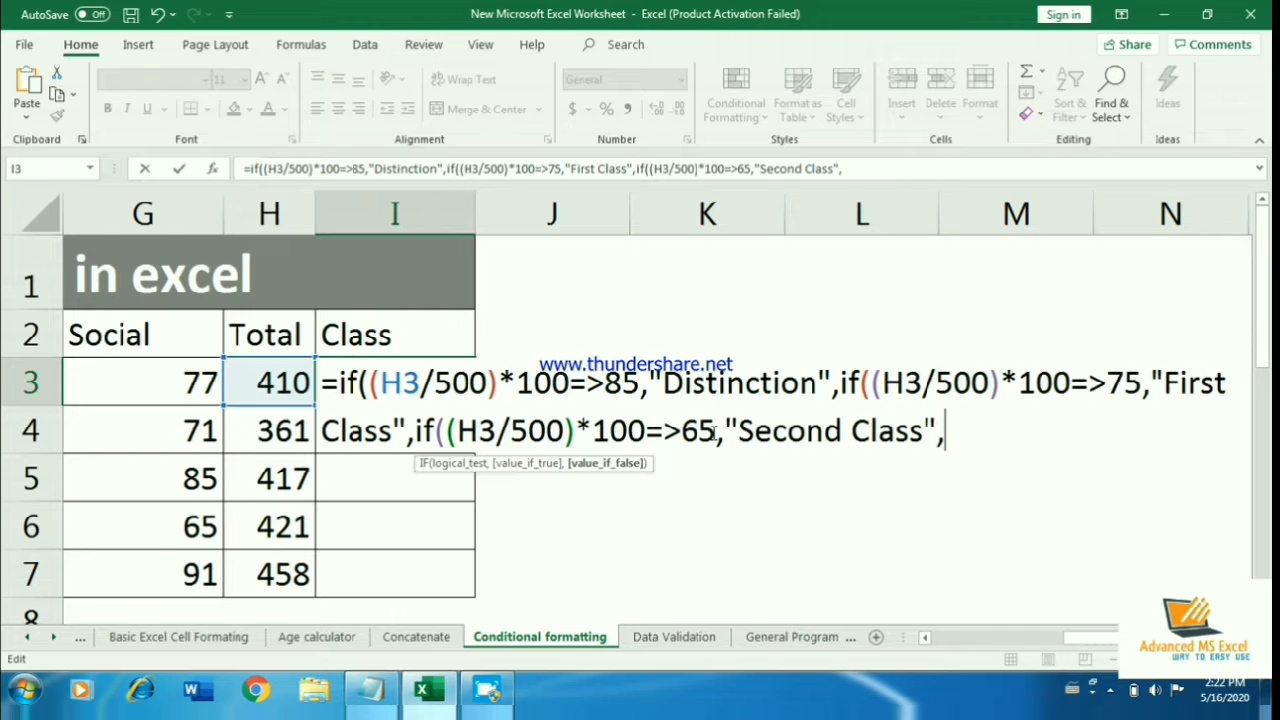 AutoSave Off New Microsoft Excel Worksheet - Excel (Product Activation Failed) Sign in
File Home Insert Page Layout Formulas Data Review View Help Search Share Comments
Paste 11 B I U Wrap Text Merge & Center General $ % Conditional Formatting Format as Table Cell Styles Insert Delete Format Sort & Filter Find & Select Ideas
Clipboard Font Alignment Number Styles Cells Editing Ideas
I3 fx =if((H3/500)*100=>85,"Distinction",if((H3/500)*100=>75,"First Class",if((H3/500)*100=>65,"Second Class",
G H I J K L M N
1 in excel
2 Social Total Class
www.thundershare.net
3 77 410 =if((H3/500)*100=>85,"Distinction",if((H3/500)*100=>75,"First
4 71 361 Class",if((H3/500)*100=>65,"Second Class",
IF(logical_test, [value_if_true], [value_if_false])
5 85 417
6 65 421
7 91 458
8
... Basic Excel Cell Formating Age calculator Concatenate Conditional formatting Data Validation General Program ...
Edit
Advanced MS Excel
WAY TO EASY USE
2:22 PM
5/16/2020